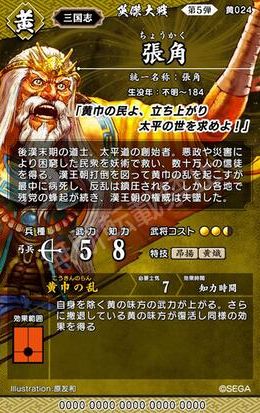 黄
三国志
英傑大戦
第5弾
黄024
ちょうかく
張角
統一名称：張角
生没年：不明～184
「黄巾の民よ、立ち上がり
太平の世を求めよ！」
後漢末期の道士。太平道の創始者。悪政や災害に
より困窮した民衆を妖術で救い、数十万人の信徒
を得る。漢王朝打倒を図って黄巾の乱を起こすが
最中に病死し、反乱は鎮圧される。しかし各地で
残党の蜂起が続き、漢王朝の権威は失墜した。
兵種 武力 知力 武将コスト
弓兵 5 8
特技 昂揚 黄熾
こうきんのらん
黄巾の乱
必要士気 7
効果時間 知力時間
効果範囲
自身を除く黄の味方の武力が上がる。さら
に撤退している黄の味方が復活し同様の効
果を得る
Illustration:原友和
©SEGA
0000 0000 0000 0000 0000